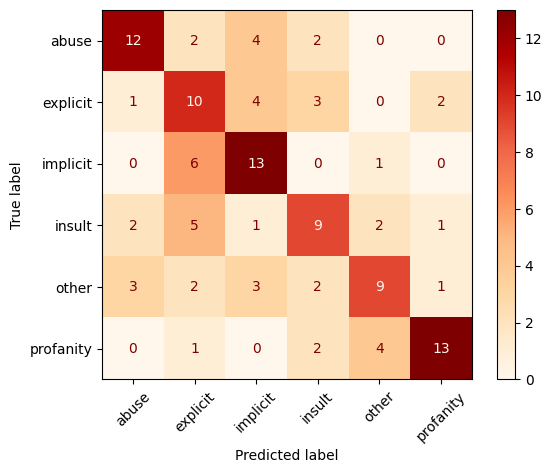 abuse 12 2 4 2 0 0
explicit 1 10 4 3 0 2
implicit 0 6 13 0 1 0
insult 2 5 1 9 2 1
other 3 2 3 2 9 1
profanity 0 1 0 2 4 13
abuse explicit implicit insult other profanity
Predicted label
True label
12
10
8
6
4
2
0